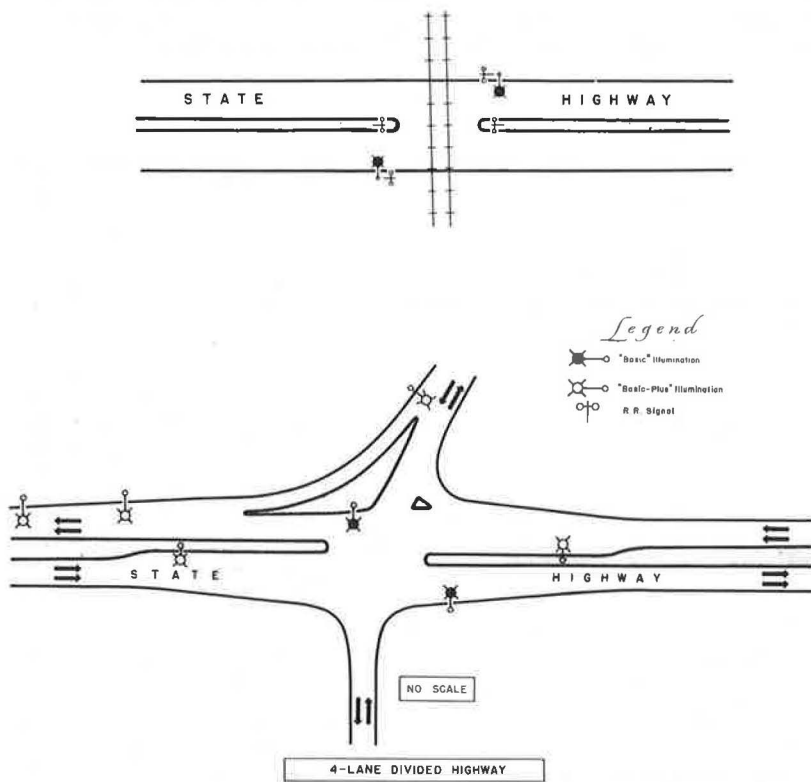 STATE HIGHWAY
Legend
"Basic" Illumination
"Basic-Plus" Illumination
R.R. Signal
STATE HIGHWAY
NO SCALE
4-LANE DIVIDED HIGHWAY